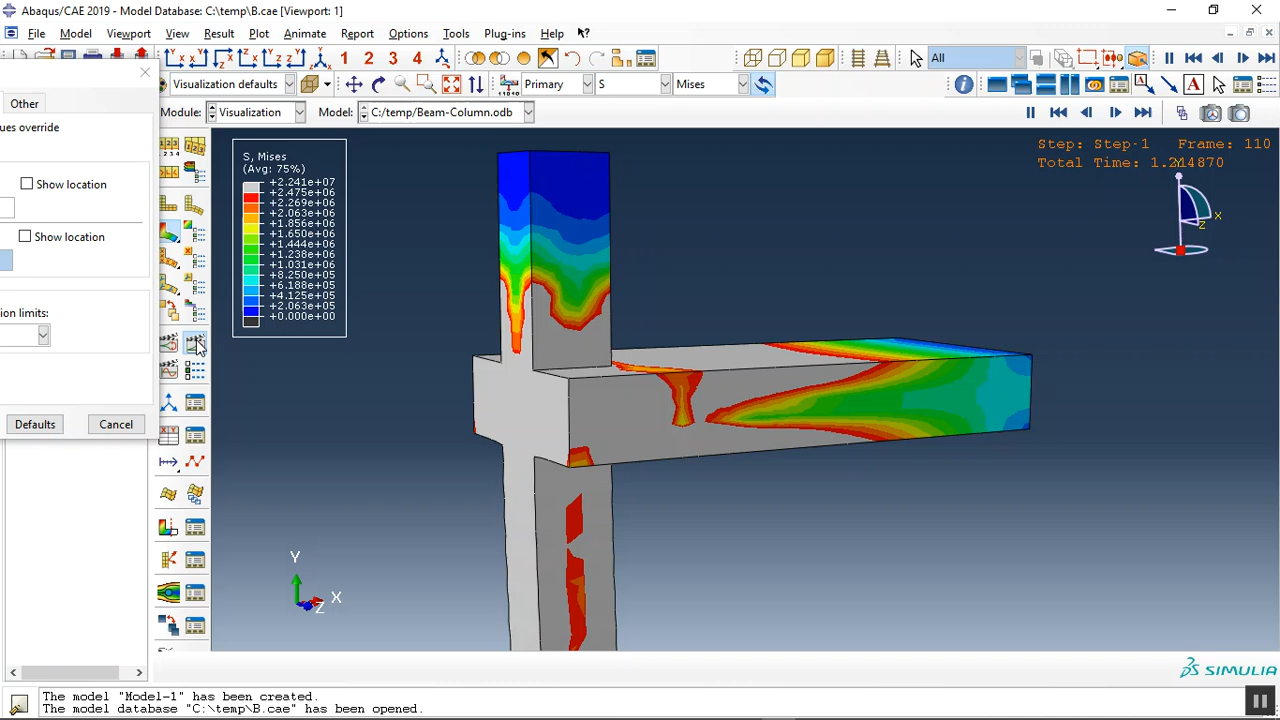 Abaqus/CAE 2019 - Model Database: C:\temp\B.cae [Viewport: 1]
File Model Viewport View Result Plot Animate Report Options Tools Plug-ins Help
1 2 3 4 All
Visualization defaults Primary S Mises
Module: Visualization Model: C:/temp/Beam-Column.odb
Other
ues override
Show location
Show location
ion limits:
Defaults Cancel
S, Mises
(Avg: 75%)
+2.241e+07
+2.475e+06
+2.269e+06
+2.063e+06
+1.856e+06
+1.650e+06
+1.444e+06
+1.238e+06
+1.031e+06
+8.250e+05
+6.188e+05
+4.125e+05
+2.063e+05
+0.000e+00
Step: Step-1 Frame: 110
Total Time: 1.214870
X
Z
Y
X
Z
SIMULIA
The model "Model-1" has been created.
The model database "C:\temp\B.cae" has been opened.